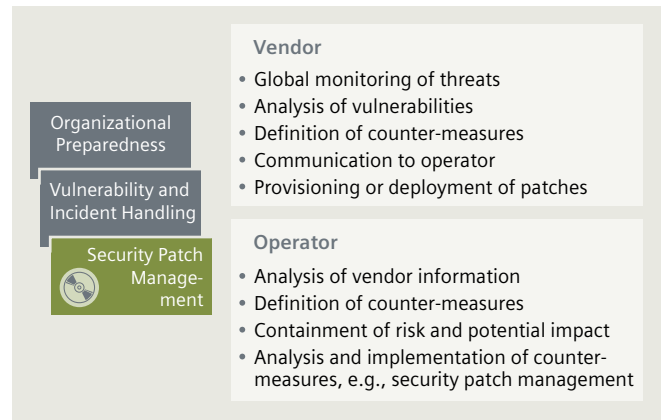 Organizational
Preparedness
Vulnerability and
Incident Handling
Security Patch
Manage-
ment
Vendor
• Global monitoring of threats
• Analysis of vulnerabilities
• Definition of counter-measures
• Communication to operator
• Provisioning or deployment of patches
Operator
• Analysis of vendor information
• Definition of counter-measures
• Containment of risk and potential impact
• Analysis and implementation of counter-
measures, e.g., security patch management